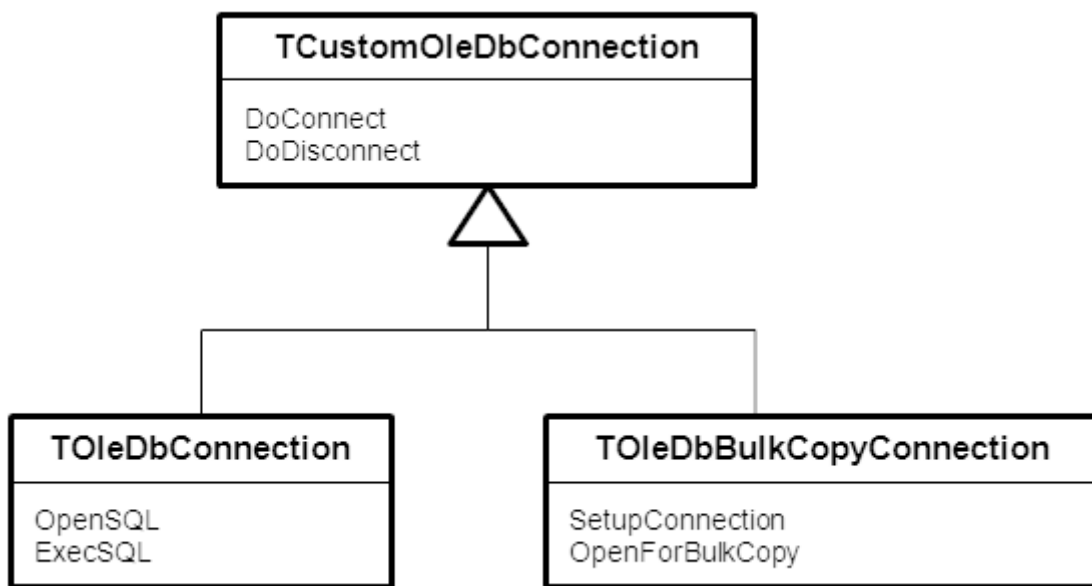 TCustomOleDbConnection
DoConnect
DoDisconnect
TOleDbConnection
OpenSQL
ExecSQL
TOleDbBulkCopyConnection
SetupConnection
OpenForBulkCopy